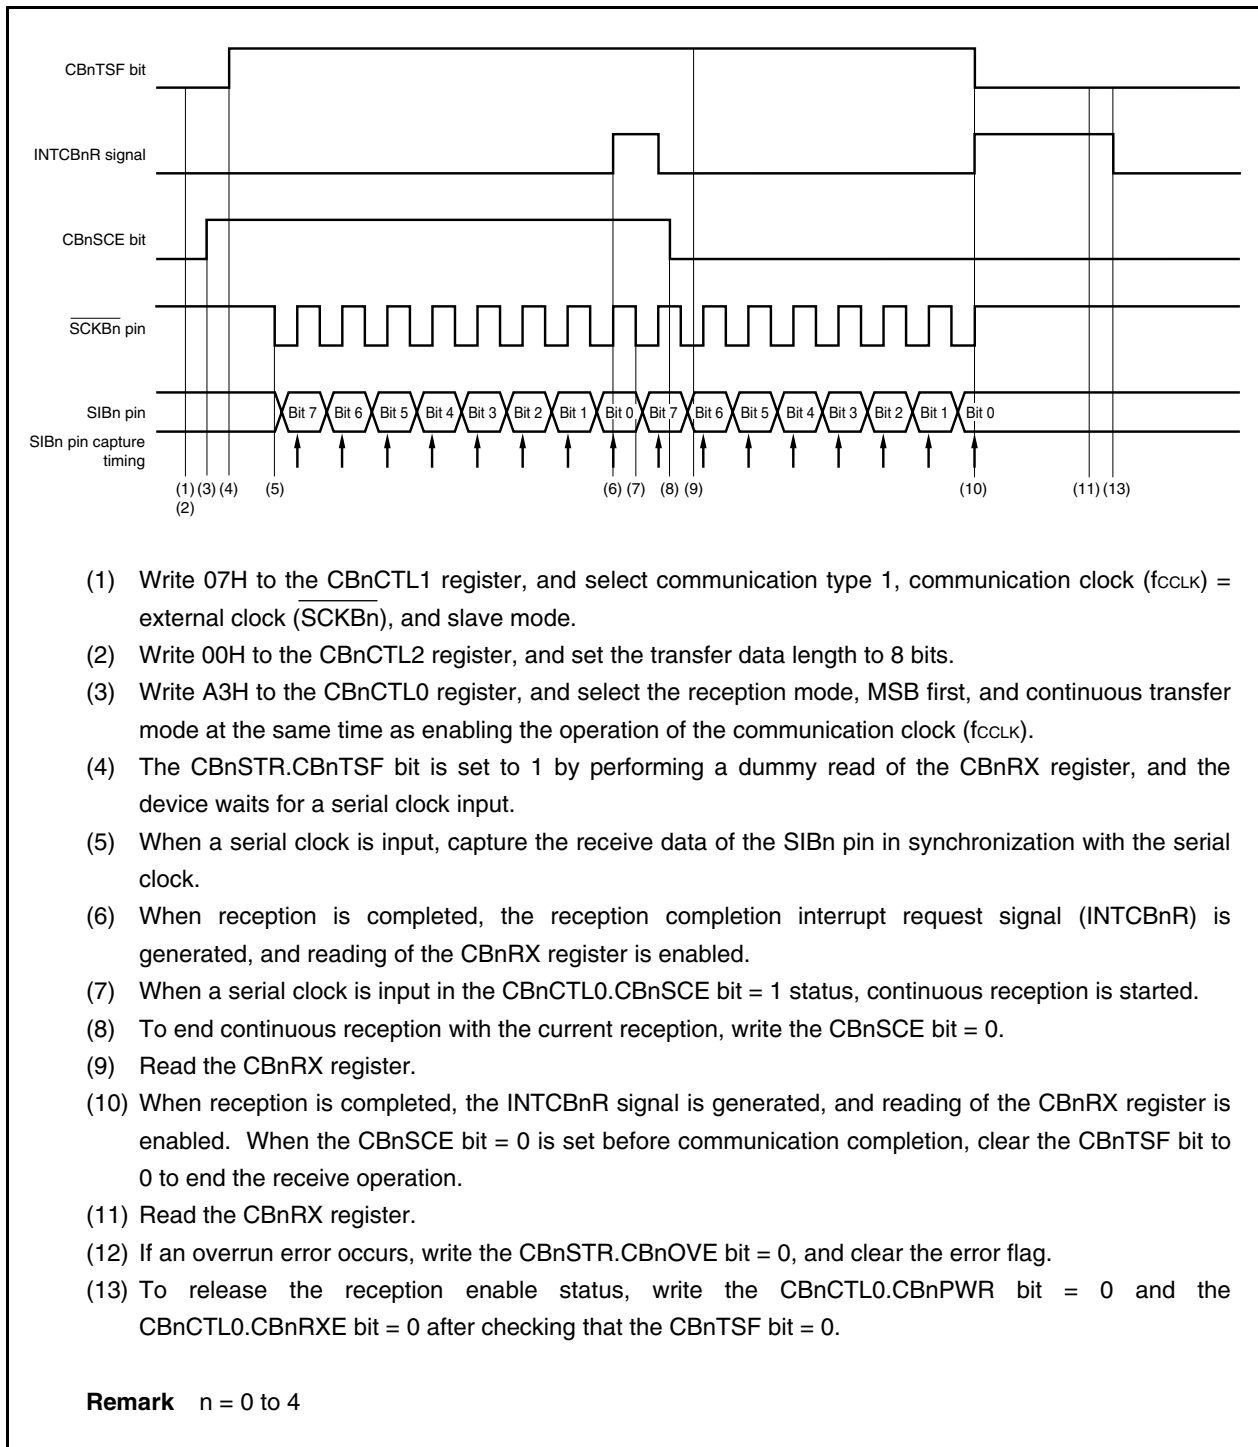 CBnTSF bit
INTCBnR signal
CBnSCE bit
SCKBn pin
SIBn pin
Bit 7 Bit 6 Bit 5 Bit 4 Bit 3 Bit 2 Bit 1 Bit 0 Bit 7 Bit 6 Bit 5 Bit 4 Bit 3 Bit 2 Bit 1 Bit 0
SIBn pin capture
timing
(1) (3) (4) (5) (6) (7) (8) (9) (10) (11) (13)
(2)
(1) Write 07H to the CBnCTL1 register, and select communication type 1, communication clock (fCCLK) =
external clock (SCKBn), and slave mode.
(2) Write 00H to the CBnCTL2 register, and set the transfer data length to 8 bits.
(3) Write A3H to the CBnCTL0 register, and select the reception mode, MSB first, and continuous transfer
mode at the same time as enabling the operation of the communication clock (fCCLK).
(4) The CBnSTR.CBnTSF bit is set to 1 by performing a dummy read of the CBnRX register, and the
device waits for a serial clock input.
(5) When a serial clock is input, capture the receive data of the SIBn pin in synchronization with the serial
clock.
(6) When reception is completed, the reception completion interrupt request signal (INTCBnR) is
generated, and reading of the CBnRX register is enabled.
(7) When a serial clock is input in the CBnCTL0.CBnSCE bit = 1 status, continuous reception is started.
(8) To end continuous reception with the current reception, write the CBnSCE bit = 0.
(9) Read the CBnRX register.
(10) When reception is completed, the INTCBnR signal is generated, and reading of the CBnRX register is
enabled. When the CBnSCE bit = 0 is set before communication completion, clear the CBnTSF bit to
0 to end the receive operation.
(11) Read the CBnRX register.
(12) If an overrun error occurs, write the CBnSTR.CBnOVE bit = 0, and clear the error flag.
(13) To release the reception enable status, write the CBnCTL0.CBnPWR bit = 0 and the
CBnCTL0.CBnRXE bit = 0 after checking that the CBnTSF bit = 0.
Remark n = 0 to 4